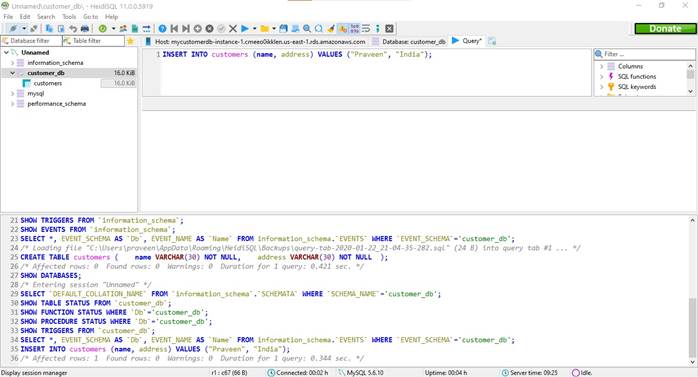 Unnamed\customer_db\ - HeidiSQL 11.0.0.5919
File Edit Search Tools Go to Help
Donate
Database filter Table filter
Host: mycustomerdb-instance-1.cmeeo0ikklen.us-east-1.rds.amazonaws.com Database: customer_db Query*
Unnamed
information_schema
customer_db 16.0 KiB
customers 16.0 KiB
mysql
performance_schema
1 INSERT INTO customers (name, address) VALUES ("Praveen", "India");
Filter ...
Columns
SQL functions
SQL keywords
21 SHOW TRIGGERS FROM `information_schema`;
22 SHOW EVENTS FROM `information_schema`;
23 SELECT *, EVENT_SCHEMA AS `Db`, EVENT_NAME AS `Name` FROM information_schema.`EVENTS` WHERE `EVENT_SCHEMA`='customer_db';
24 /* Loading file "C:\Users\praveen\AppData\Roaming\HeidiSQL\Backups\query-tab-2020-01-22_21-04-35-282.sql" (24 B) into query tab #1 ... */
25 CREATE TABLE customers ( name VARCHAR(30) NOT NULL, address VARCHAR(30) NOT NULL );
26 /* Affected rows: 0 Found rows: 0 Warnings: 0 Duration for 1 query: 0.421 sec. */
27 SHOW DATABASES;
28 /* Entering session "Unnamed" */
29 SELECT `DEFAULT_COLLATION_NAME` FROM `information_schema`.`SCHEMATA` WHERE `SCHEMA_NAME`='customer_db';
30 SHOW TABLE STATUS FROM `customer_db`;
31 SHOW FUNCTION STATUS WHERE `Db`='customer_db';
32 SHOW PROCEDURE STATUS WHERE `Db`='customer_db';
33 SHOW TRIGGERS FROM `customer_db`;
34 SELECT *, EVENT_SCHEMA AS `Db`, EVENT_NAME AS `Name` FROM information_schema.`EVENTS` WHERE `EVENT_SCHEMA`='customer_db';
35 INSERT INTO customers (name, address) VALUES ("Praveen", "India");
36 /* Affected rows: 1 Found rows: 0 Warnings: 0 Duration for 1 query: 0.344 sec. */
Display session manager r1 : c67 (66 B) Connected: 00:02 h MySQL 5.6.10 Uptime: 00:04 h Server time: 09:25 Idle.